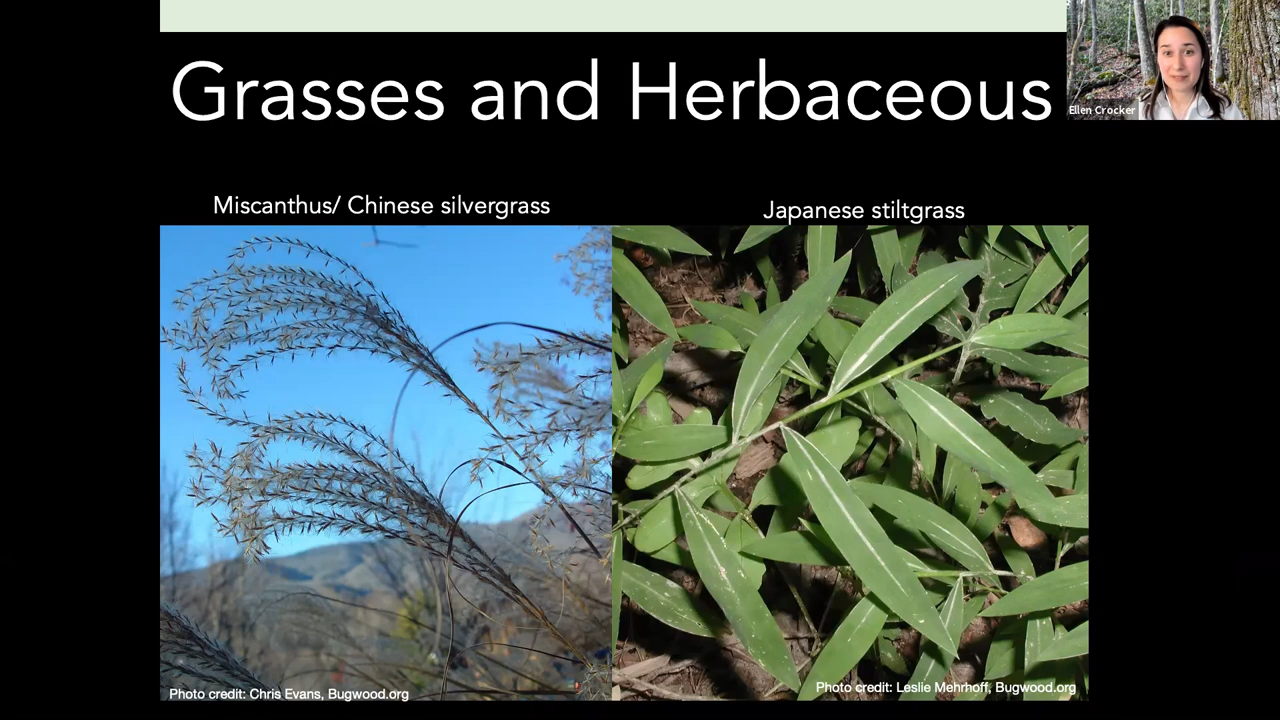 Grasses and Herbaceous
Ellen Crocker
Miscanthus/ Chinese silvergrass
Japanese stiltgrass
Photo credit: Chris Evans, Bugwood.org
Photo credit: Leslie Mehrhoff, Bugwood.org